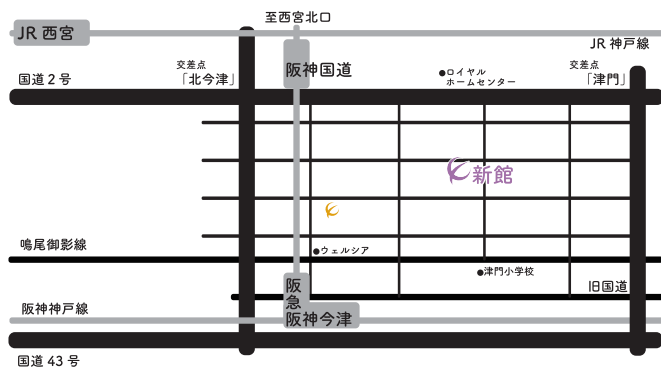 至西宮北口
JR 西宮
JR 神戸線
交差点
「北今津」
阪神国道
●ロイヤル
ホームセンター
交差点
「津門」
国道 2 号
新館
鳴尾御影線
●ウェルシア
●津門小学校
旧国道
阪急
阪神今津
阪神神戸線
国道 43 号